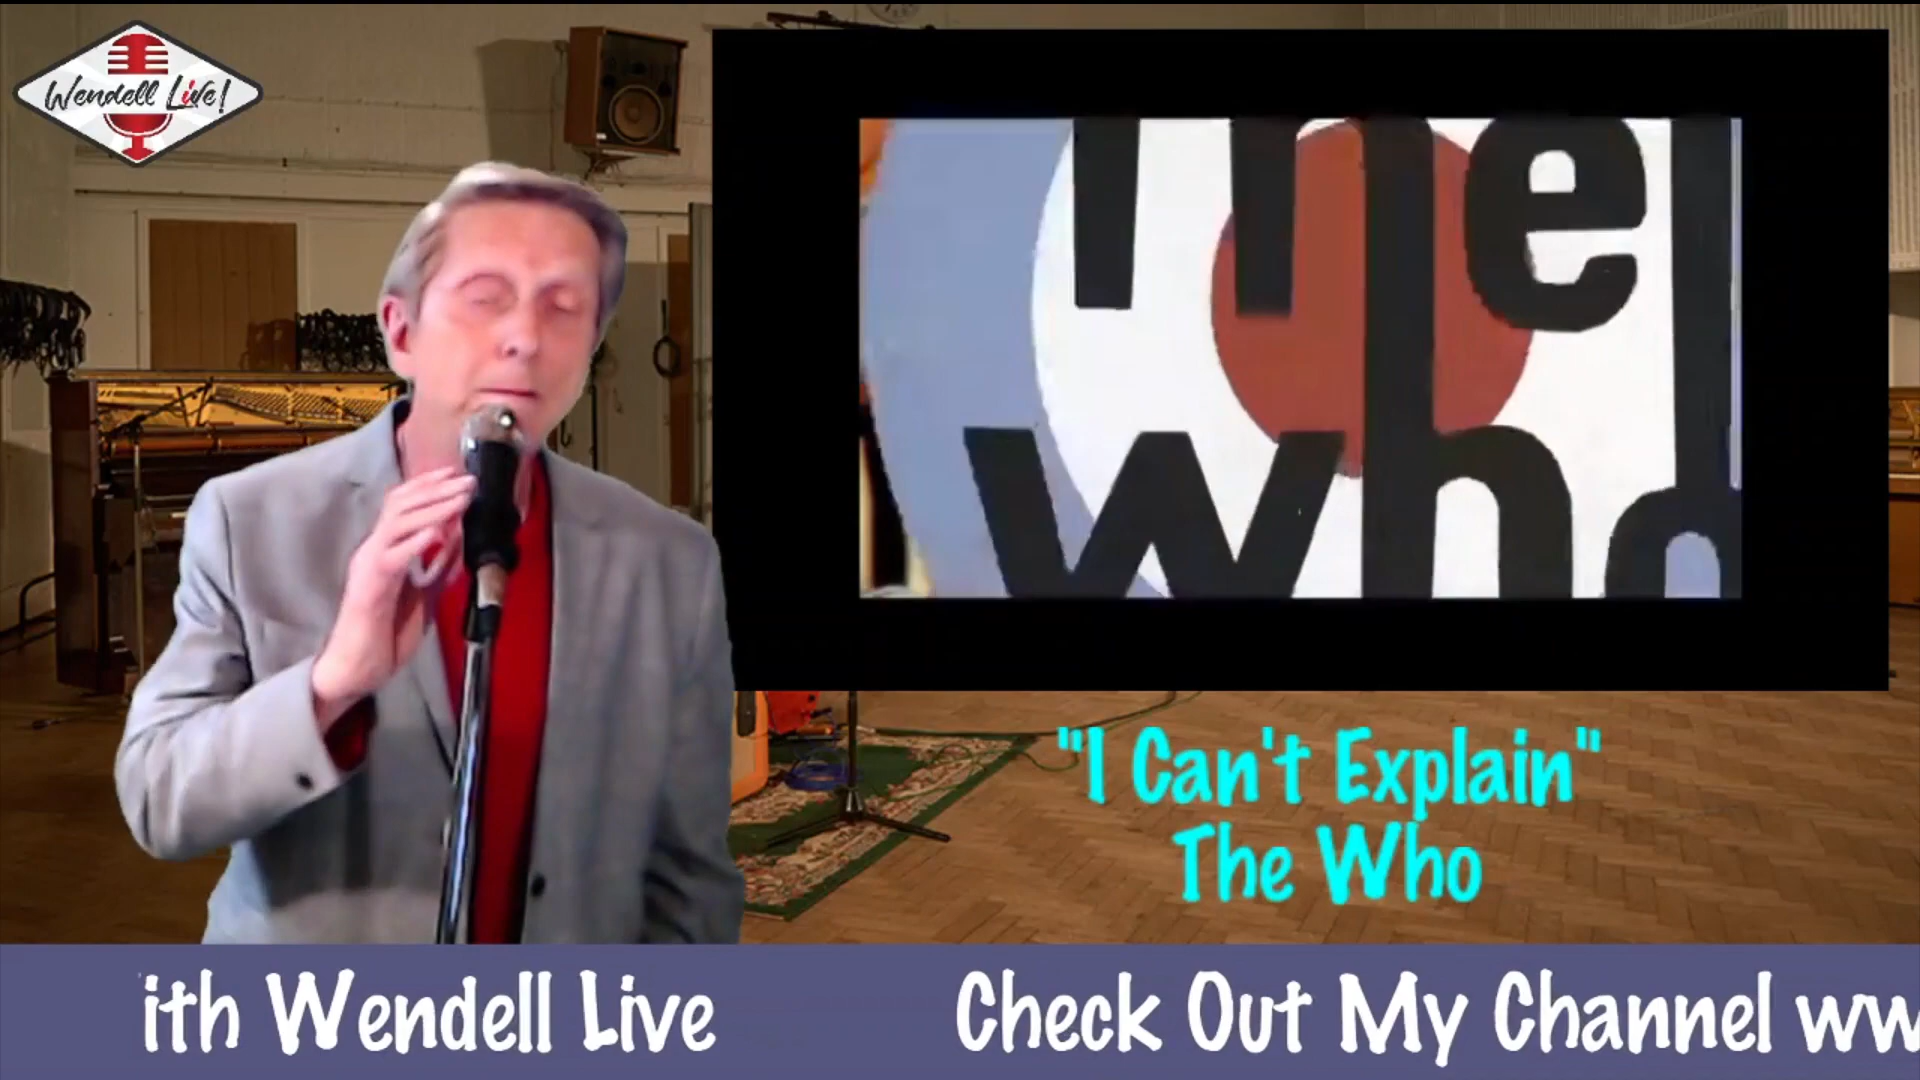 Wendell Live!
The
who
"I Can't Explain"
The Who
ith Wendell Live
Check Out My Channel ww